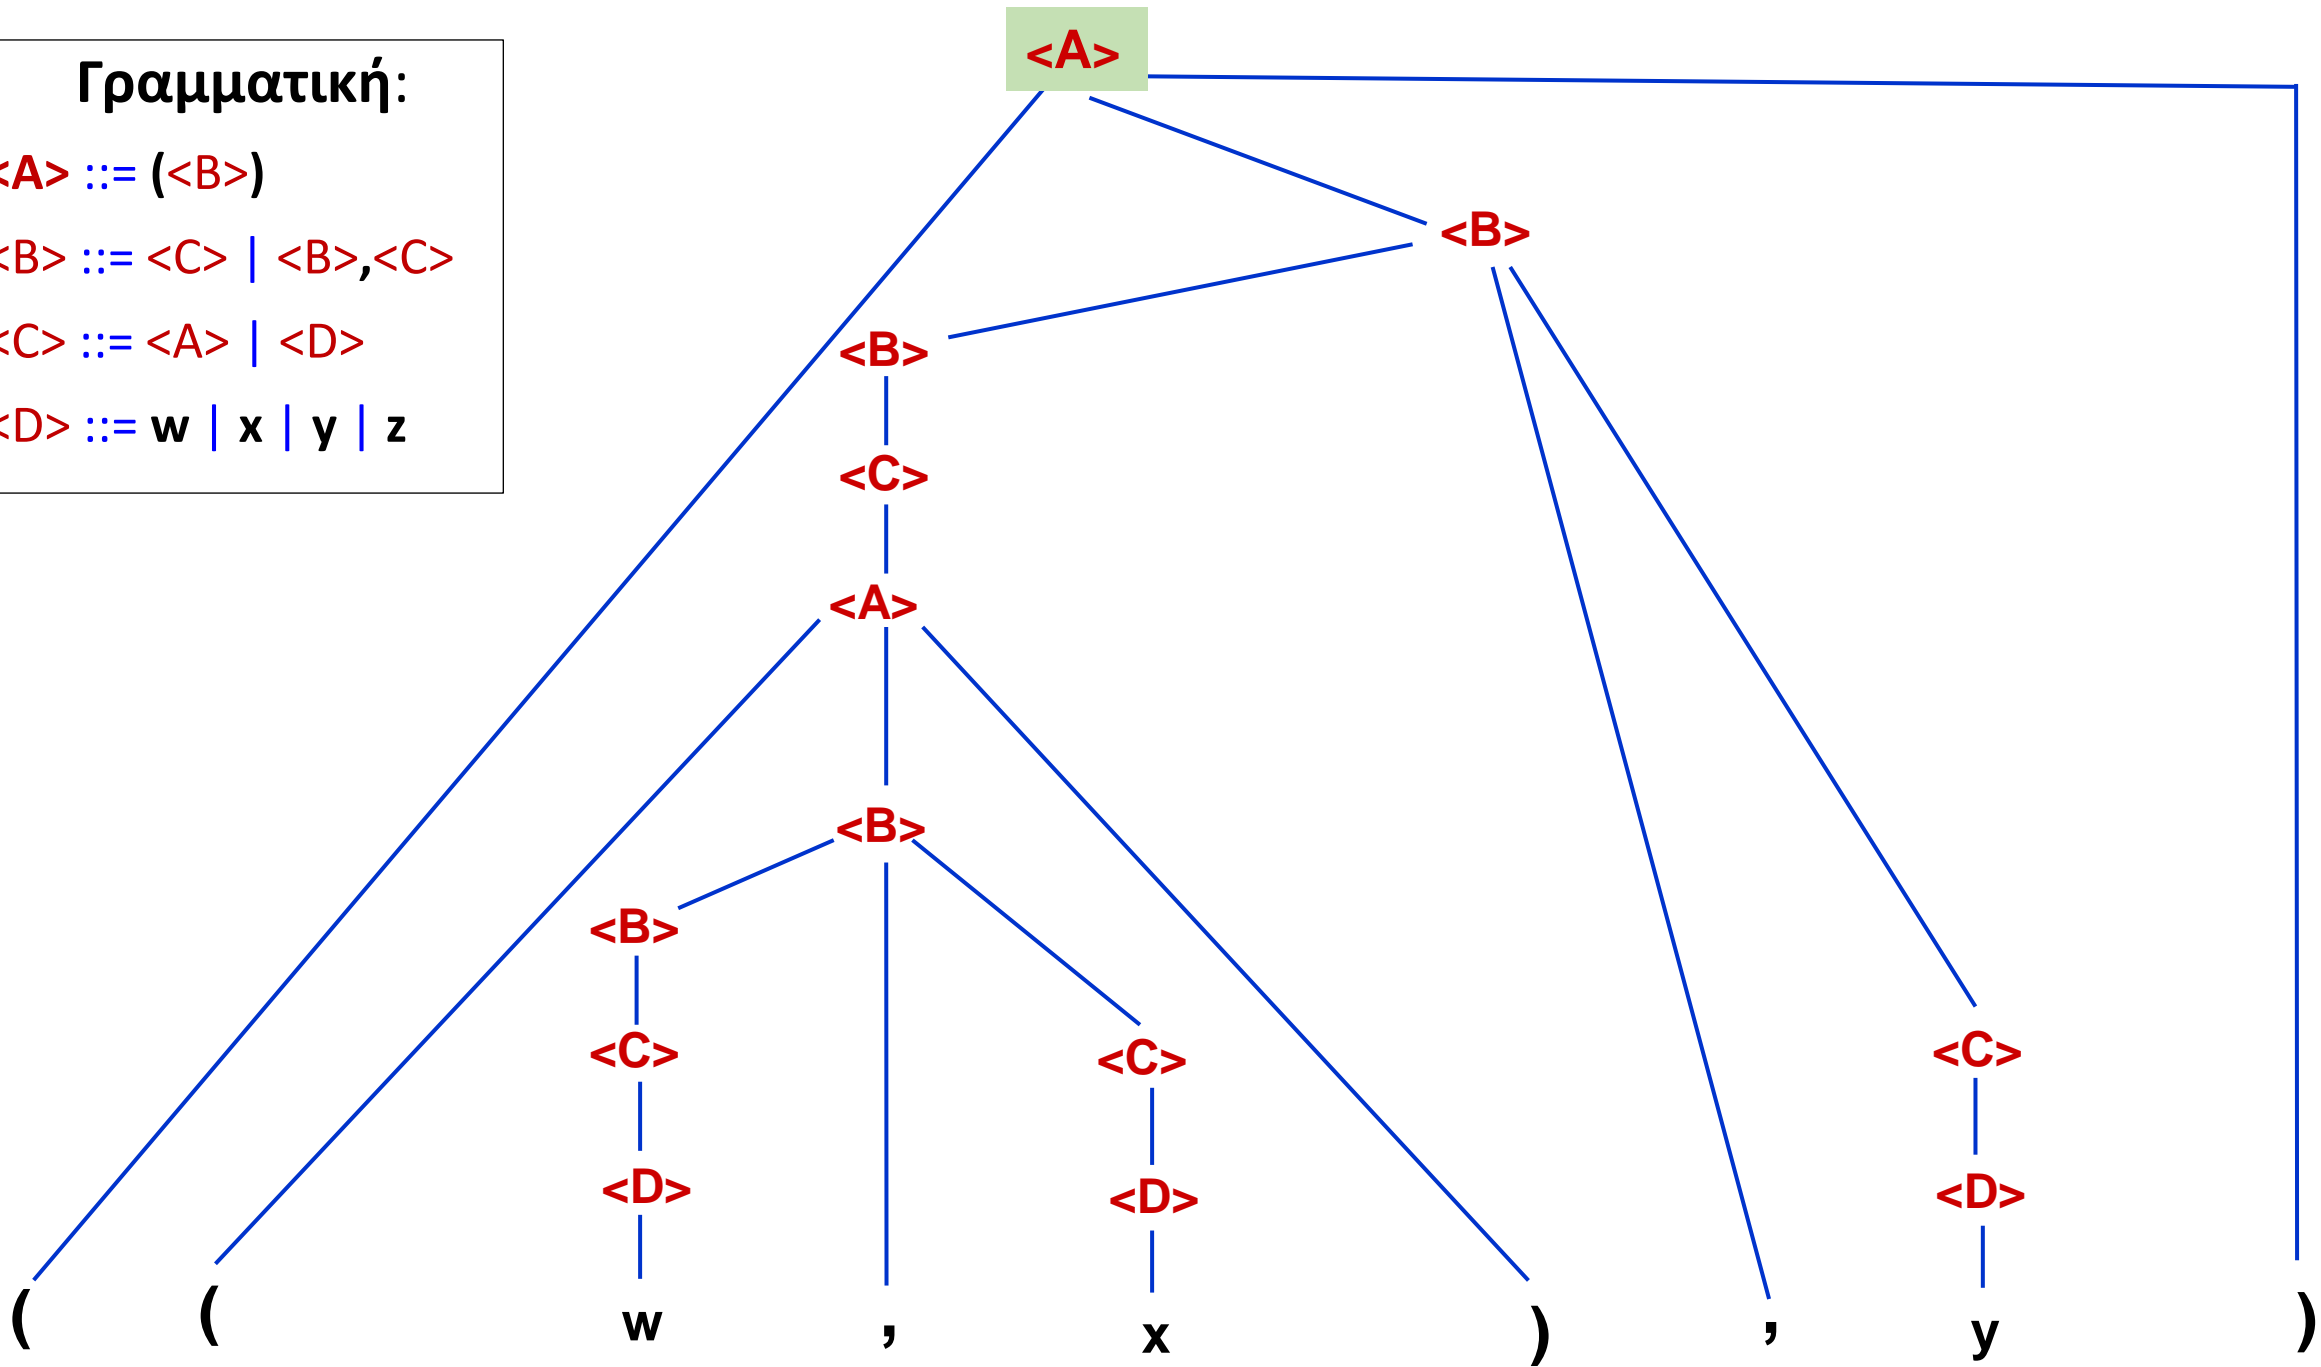 <A>
Γραμματική:
<A> ::= (<B>)
<B> ::= <C> | <B>,<C>
<C> ::= <A> | <D>
<D> ::= w | x | y | z
<B>
<B>
<C>
<A>
<B>
<B>
<C> <C> <C>
<D> <D> <D>
( ( w , x ) , y )